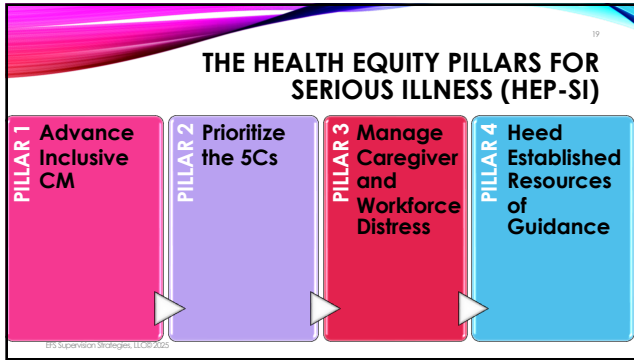 19
THE HEALTH EQUITY PILLARS FOR
SERIOUS ILLNESS (HEP-SI)
PILLAR 1
Advance
Inclusive
CM
PILLAR 2
Prioritize
the 5Cs
PILLAR 3
Manage
Caregiver
and
Workforce
Distress
PILLAR 4
Heed
Established
Resources
of
Guidance
EFS Supervision Strategies, LLC© 2025